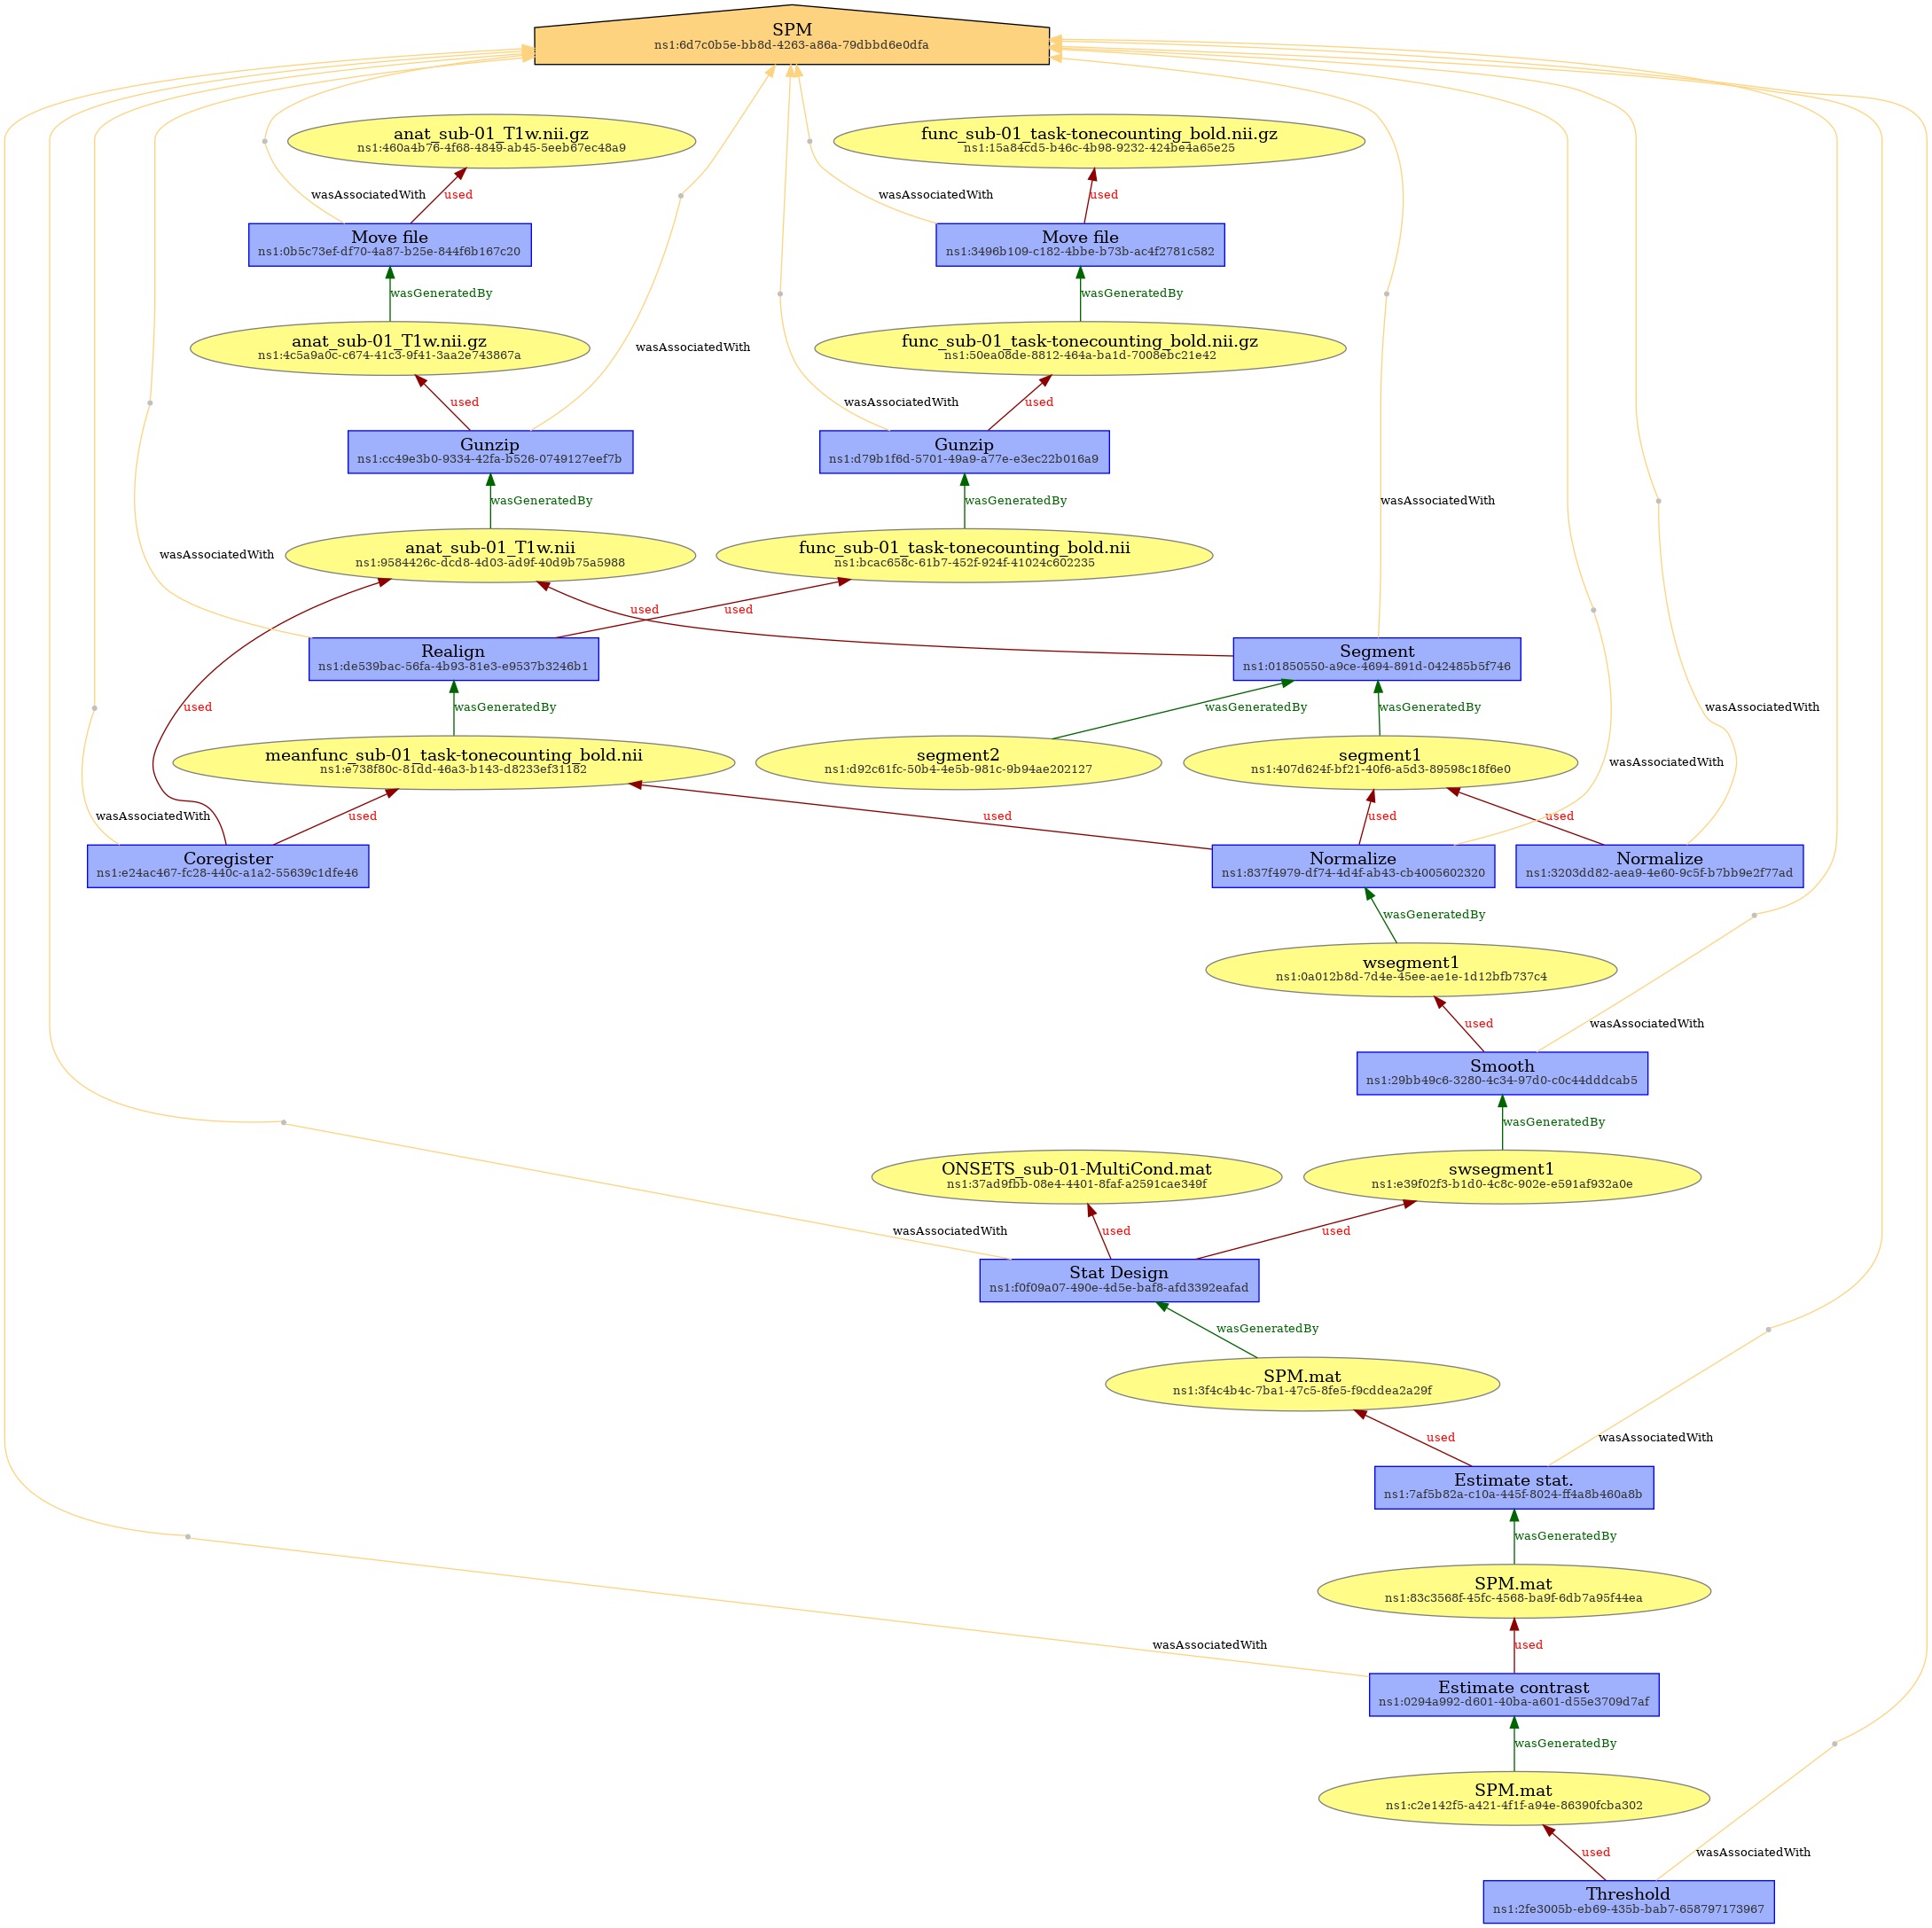 SPM
ns1:6d7c0b5e-bb8d-4263-a86a-79dbbd6e0dfa
anat_sub-01_T1w.nii.gz
ns1:460a4b76-4f68-4849-ab45-5eeb67ec48a9
func_sub-01_task-tonecounting_bold.nii.gz
ns1:15a84cd5-b46c-4b98-9232-424be4a65e25
wasAssociatedWith
used
wasAssociatedWith
used
Move file
ns1:0b5c73ef-df70-4a87-b25e-844f6b167c20
Move file
ns1:3496b109-c182-4bbe-b73b-ac4f2781c582
wasGeneratedBy
wasGeneratedBy
anat_sub-01_T1w.nii.gz
ns1:4c5a9a0c-c674-41c3-9f41-3aa2e743867a
wasAssociatedWith
func_sub-01_task-tonecounting_bold.nii.gz
ns1:50ea08de-8812-464a-ba1d-7008ebc21e42
used
wasAssociatedWith
used
Gunzip
ns1:cc49e3b0-9334-42fa-b526-0749127eef7b
Gunzip
ns1:d79b1f6d-5701-49a9-a77e-e3ec22b016a9
wasGeneratedBy
wasGeneratedBy
wasAssociatedWith
wasAssociatedWith
anat_sub-01_T1w.nii
ns1:9584426c-dcd8-4d03-ad9f-40d9b75a5988
func_sub-01_task-tonecounting_bold.nii
ns1:bcac658c-61b7-452f-924f-41024c602235
used
used
Realign
ns1:de539bac-56fa-4b93-81e3-e9537b3246b1
Segment
ns1:01850550-a9ce-4694-891d-042485b5f746
used
wasGeneratedBy
wasGeneratedBy
wasGeneratedBy
wasAssociatedWith
meanfunc_sub-01_task-tonecounting_bold.nii
ns1:e738f80c-81dd-46a3-b143-d8233ef31182
segment2
ns1:d92c61fc-50b4-4e5b-981c-9b94ae202127
segment1
ns1:407d624f-bf21-40f6-a5d3-89598c18f6e0
wasAssociatedWith
wasAssociatedWith
used
used
used
used
Coregister
ns1:e24ac467-fc28-440c-a1a2-55639c1dfe46
Normalize
ns1:837f4979-df74-4d4f-ab43-cb4005602320
Normalize
ns1:3203dd82-aea9-4e60-9c5f-b7bb9e2f77ad
wasGeneratedBy
wsegment1
ns1:0a012b8d-7d4e-45ee-ae1e-1d12bfb737c4
used
wasAssociatedWith
Smooth
ns1:29bb49c6-3280-4c34-97d0-c0c44dddcab5
wasGeneratedBy
ONSETS_sub-01-MultiCond.mat
ns1:37ad9fbb-08e4-4401-8faf-a2591cae349f
swsegment1
ns1:e39f02f3-b1d0-4c8c-902e-e591af932a0e
wasAssociatedWith
used
used
Stat Design
ns1:f0f09a07-490e-4d5e-baf8-afd3392eafad
wasGeneratedBy
SPM.mat
ns1:3f4c4b4c-7ba1-47c5-8fe5-f9cddea2a29f
used
wasAssociatedWith
Estimate stat.
ns1:7af5b82a-c10a-445f-8024-ff4a8b460a8b
wasGeneratedBy
SPM.mat
ns1:83c3568f-45fc-4568-ba9f-6db7a95f44ea
wasAssociatedWith
used
Estimate contrast
ns1:0294a992-d601-40ba-a601-d55e3709d7af
wasGeneratedBy
SPM.mat
ns1:c2e142f5-a421-4f1f-a94e-86390fcba302
used
wasAssociatedWith
Threshold
ns1:2fe3005b-eb69-435b-bab7-658797173967